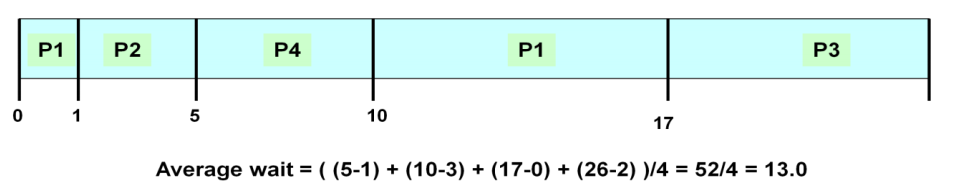 P1 P2 P4 P1 P3
0 1 5 10 17
Average wait = ( (5-1) + (10-3) + (17-0) + (26-2) )/4 = 52/4 = 13.0